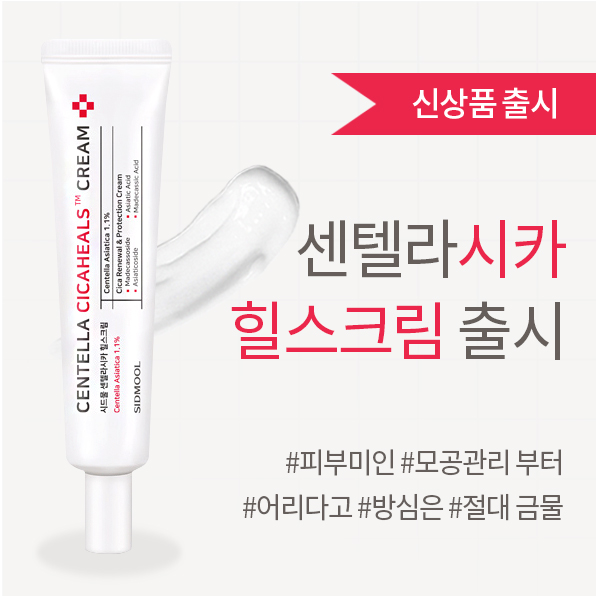 신상품 출시
센텔라시카
힐스크림 출시
#피부미인 #모공관리 부터
#어리다고 #방심은 #절대 금물
CENTELLA CICAHEALS™ CREAM
시드물 센텔라시카 힐스크림
Centella Asiatica 1.1%
SIDMOOL
Centella Asiatica 1.1%
Cica Renewal & Protection Cream
• Madecassoside • Asiatic Acid
• Asiaticoside • Madecassic Acid